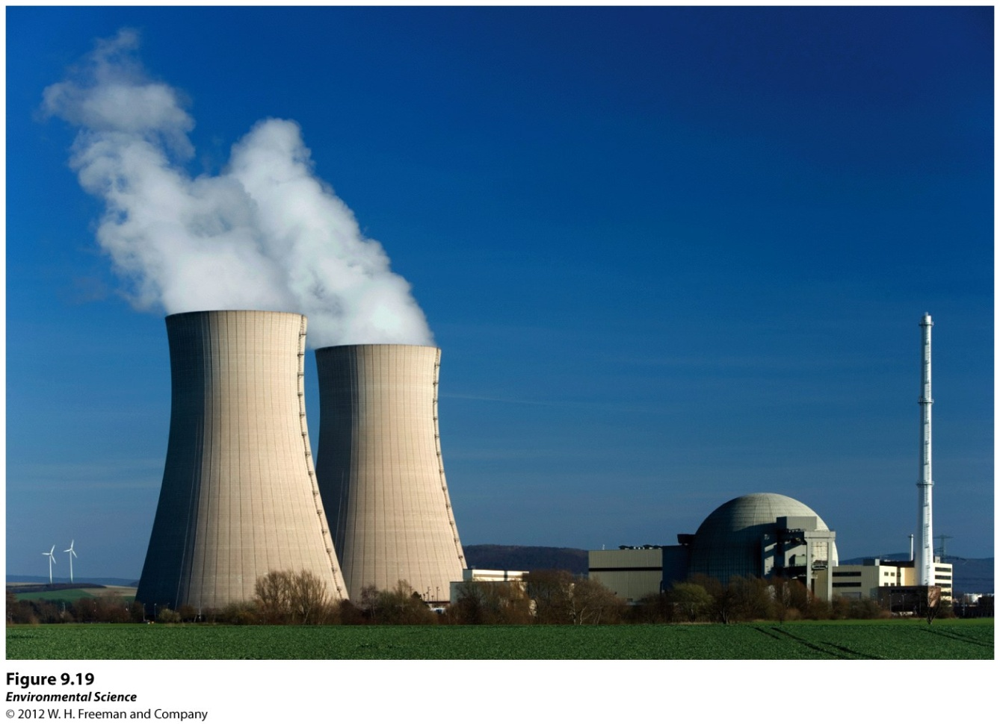 Figure 9.19
Environmental Science
© 2012 W. H. Freeman and Company